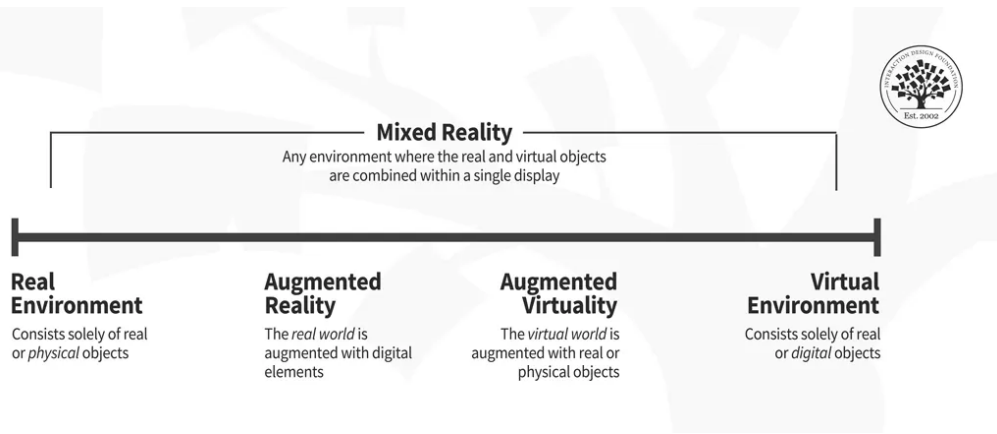 INTERACTION DESIGN FOUNDATION
Est. 2002
Mixed Reality
Any environment where the real and virtual objects
are combined within a single display
Real
Environment
Consists solely of real
or physical objects
Augmented
Reality
The real world is
augmented with digital
elements
Augmented
Virtuality
The virtual world is
augmented with real or
physical objects
Virtual
Environment
Consists solely of real
or digital objects